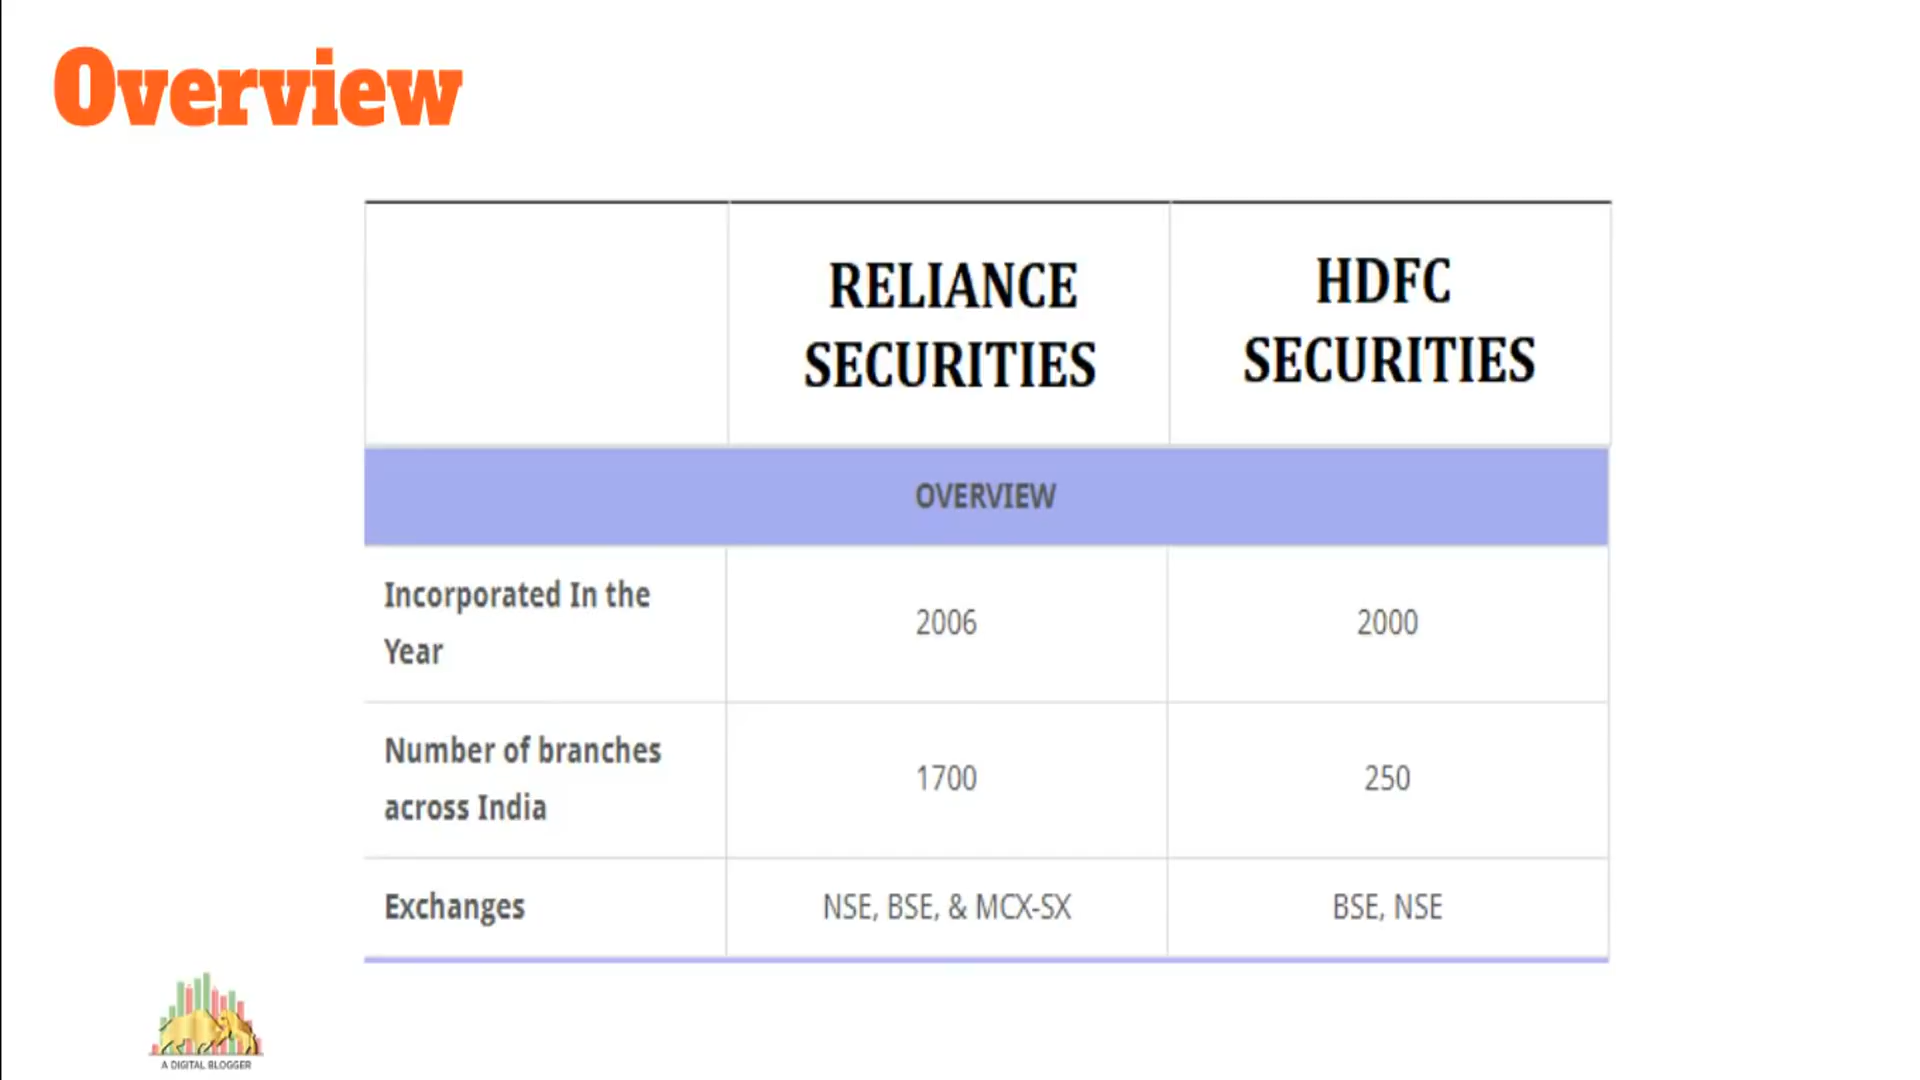 Overview
RELIANCE
SECURITIES
HDFC
SECURITIES
OVERVIEW
Incorporated In the
Year
2006
2000
Number of branches
across India
1700
250
Exchanges
NSE, BSE, & MCX-SX
BSE, NSE
A DIGITAL BLOGGER